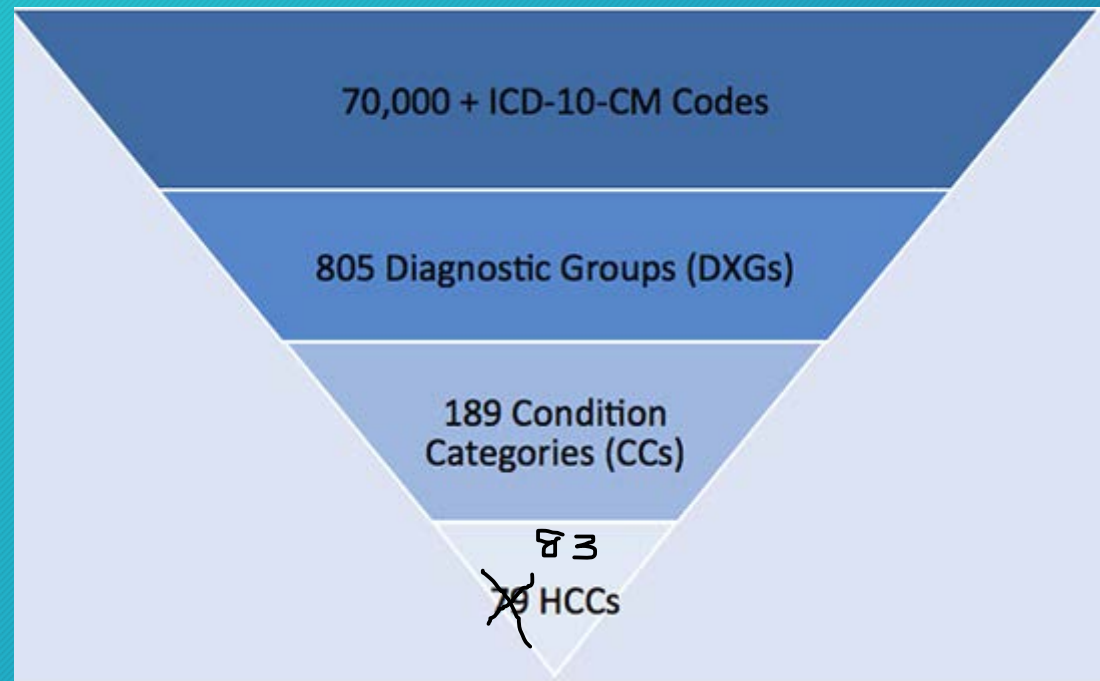 70,000 + ICD-10-CM Codes
805 Diagnostic Groups (DXGs)
189 Condition
Categories (CCs)
83
79 HCCs